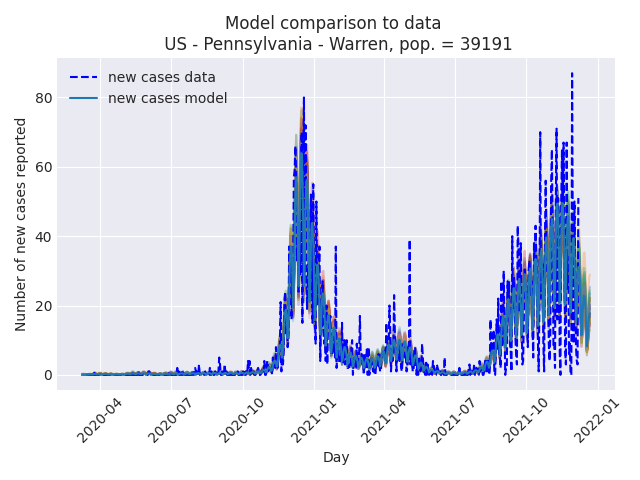 Model comparison to data
US - Pennsylvania - Warren, pop. = 39191
new cases data
new cases model
Number of new cases reported
80
60
40
20
0
2020-04
2020-07
2020-10
2021-01
2021-04
2021-07
2021-10
2022-01
Day